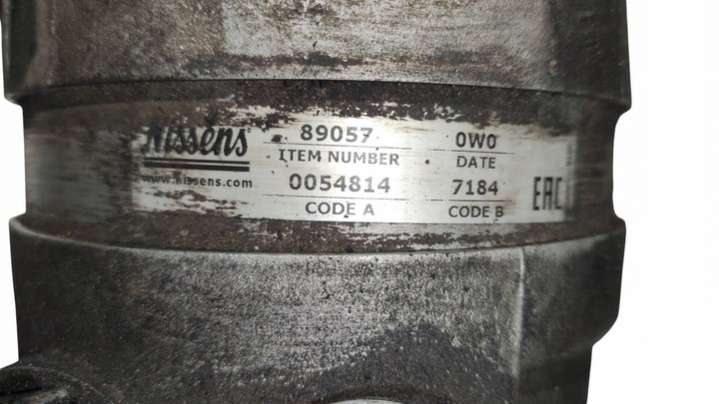 Nissens 89057 0W0
ITEM NUMBER DATE
www.nissens.com 0054814 7184 EAC
CODE A CODE B